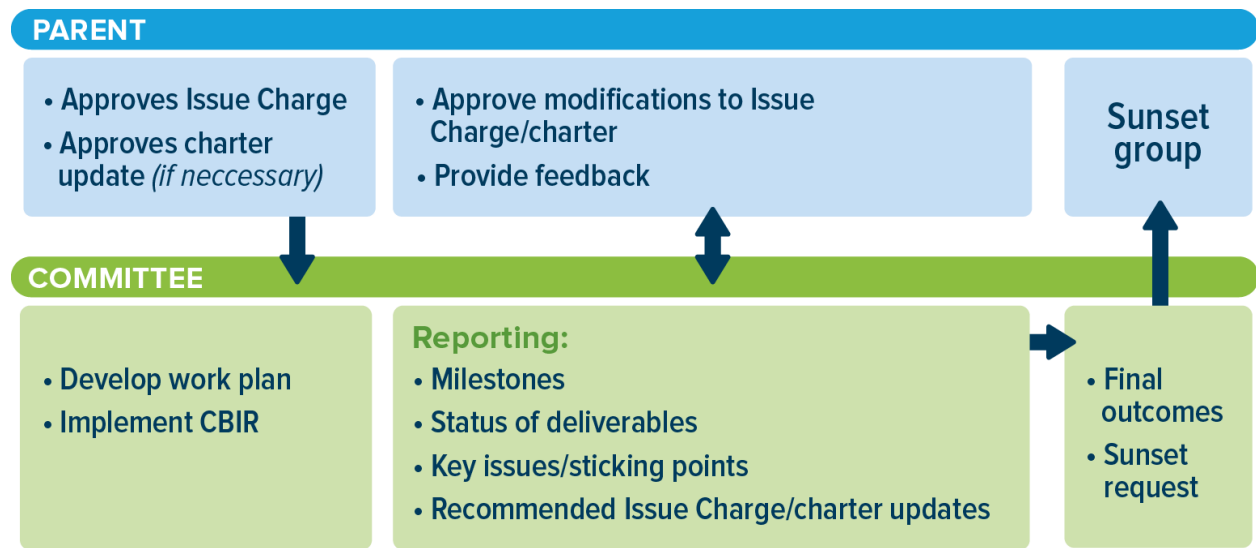 PARENT
• Approves Issue Charge
• Approves charter
update (if neccessary)
• Approve modifications to Issue
Charge/charter
• Provide feedback
Sunset
group
COMMITTEE
• Develop work plan
• Implement CBIR
Reporting:
• Milestones
• Status of deliverables
• Key issues/sticking points
• Recommended Issue Charge/charter updates
• Final
outcomes
• Sunset
request